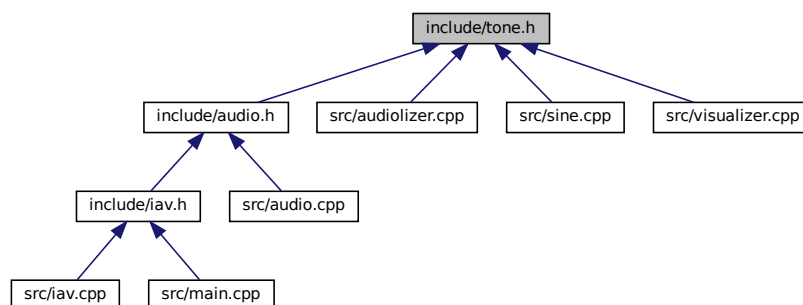 include/tone.h
include/audio.h
src/audiolizer.cpp
src/sine.cpp
src/visualizer.cpp
include/iav.h
src/audio.cpp
src/iav.cpp
src/main.cpp